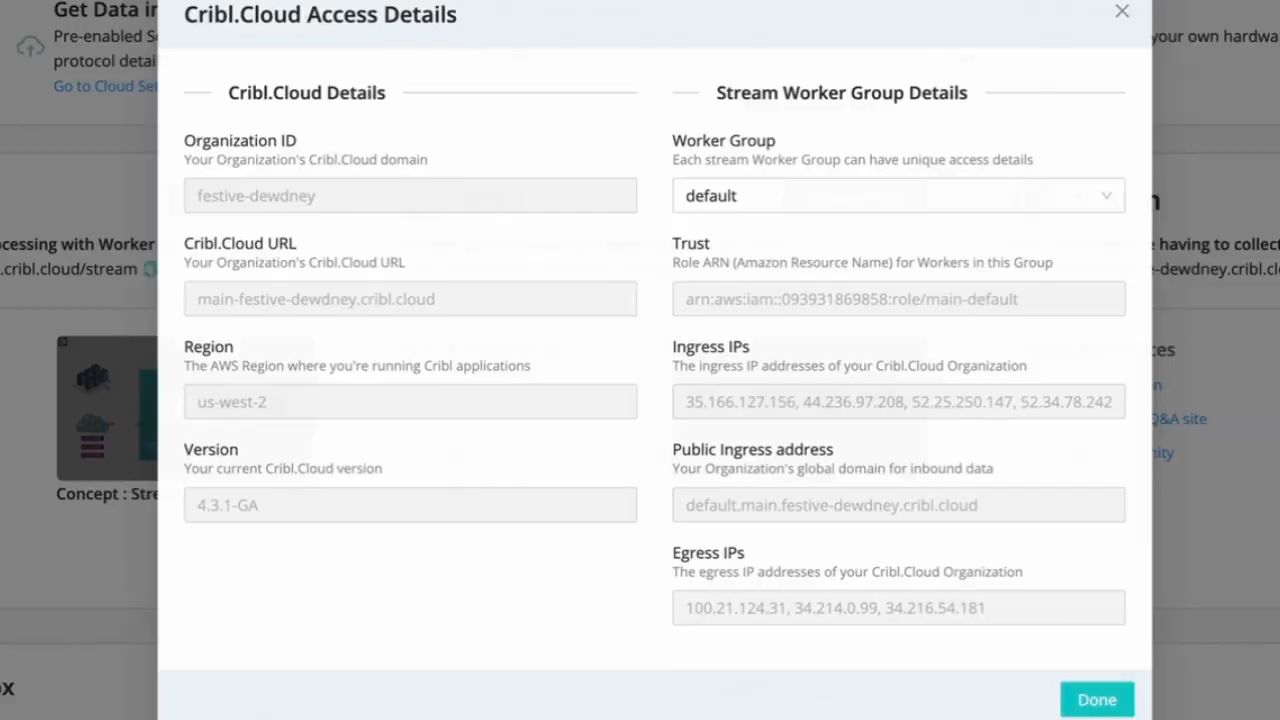 Get Data in
Cribl.Cloud Access Details
Pre-enabled S
your own hardwa
protocol detai
Go to Cloud Set
Cribl.Cloud Details
Organization ID
Your Organization's Cribl.Cloud domain
festive-dewdney
Cribl.Cloud URL
Your Organization's Cribl.Cloud URL
main-festive-dewdney.cribl.cloud
Region
The AWS Region where you're running Cribl applications
us-west-2
Version
Your current Cribl.Cloud version
4.3.1-GA
Stream Worker Group Details
Worker Group
Each stream Worker Group can have unique access details
default
Trust
Role ARN (Amazon Resource Name) for Workers in this Group
arn:aws:iam::093931869858:role/main-default
Ingress IPs
The ingress IP addresses of your Cribl.Cloud Organization
35.166.127.156, 44.236.97.208, 52.25.250.147, 52.34.78.242
Public Ingress address
Your Organization's global domain for inbound data
default.main.festive-dewdney.cribl.cloud
Egress IPs
The egress IP addresses of your Cribl.Cloud Organization
100.21.124.31, 34.214.0.99, 34.216.54.181
Done
ocessing with Worker
.cribl.cloud/stream
Concept : Stre
ox
n
having to collect
-dewdney.cribl.clo
ces
n
Q&A site
nity